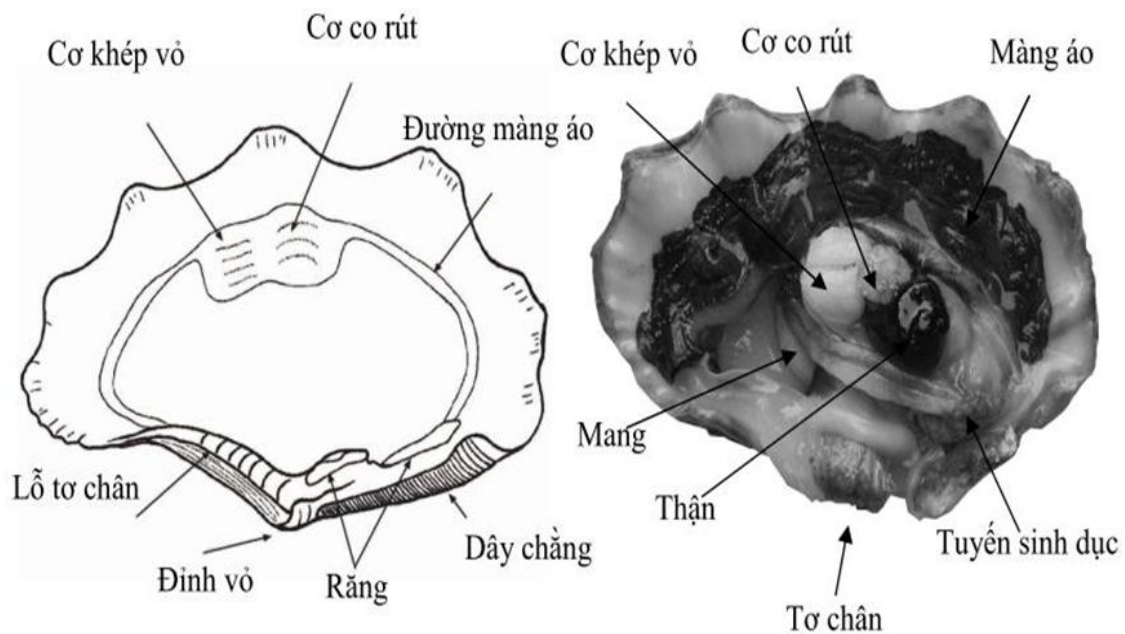 Cơ khép vỏ
Cơ co rút
Đường màng áo
Lỗ tơ chân
Đỉnh vỏ
Răng
Dây chằng
Cơ khép vỏ
Cơ co rút
Màng áo
Mang
Thận
Tuyến sinh dục
Tơ chân